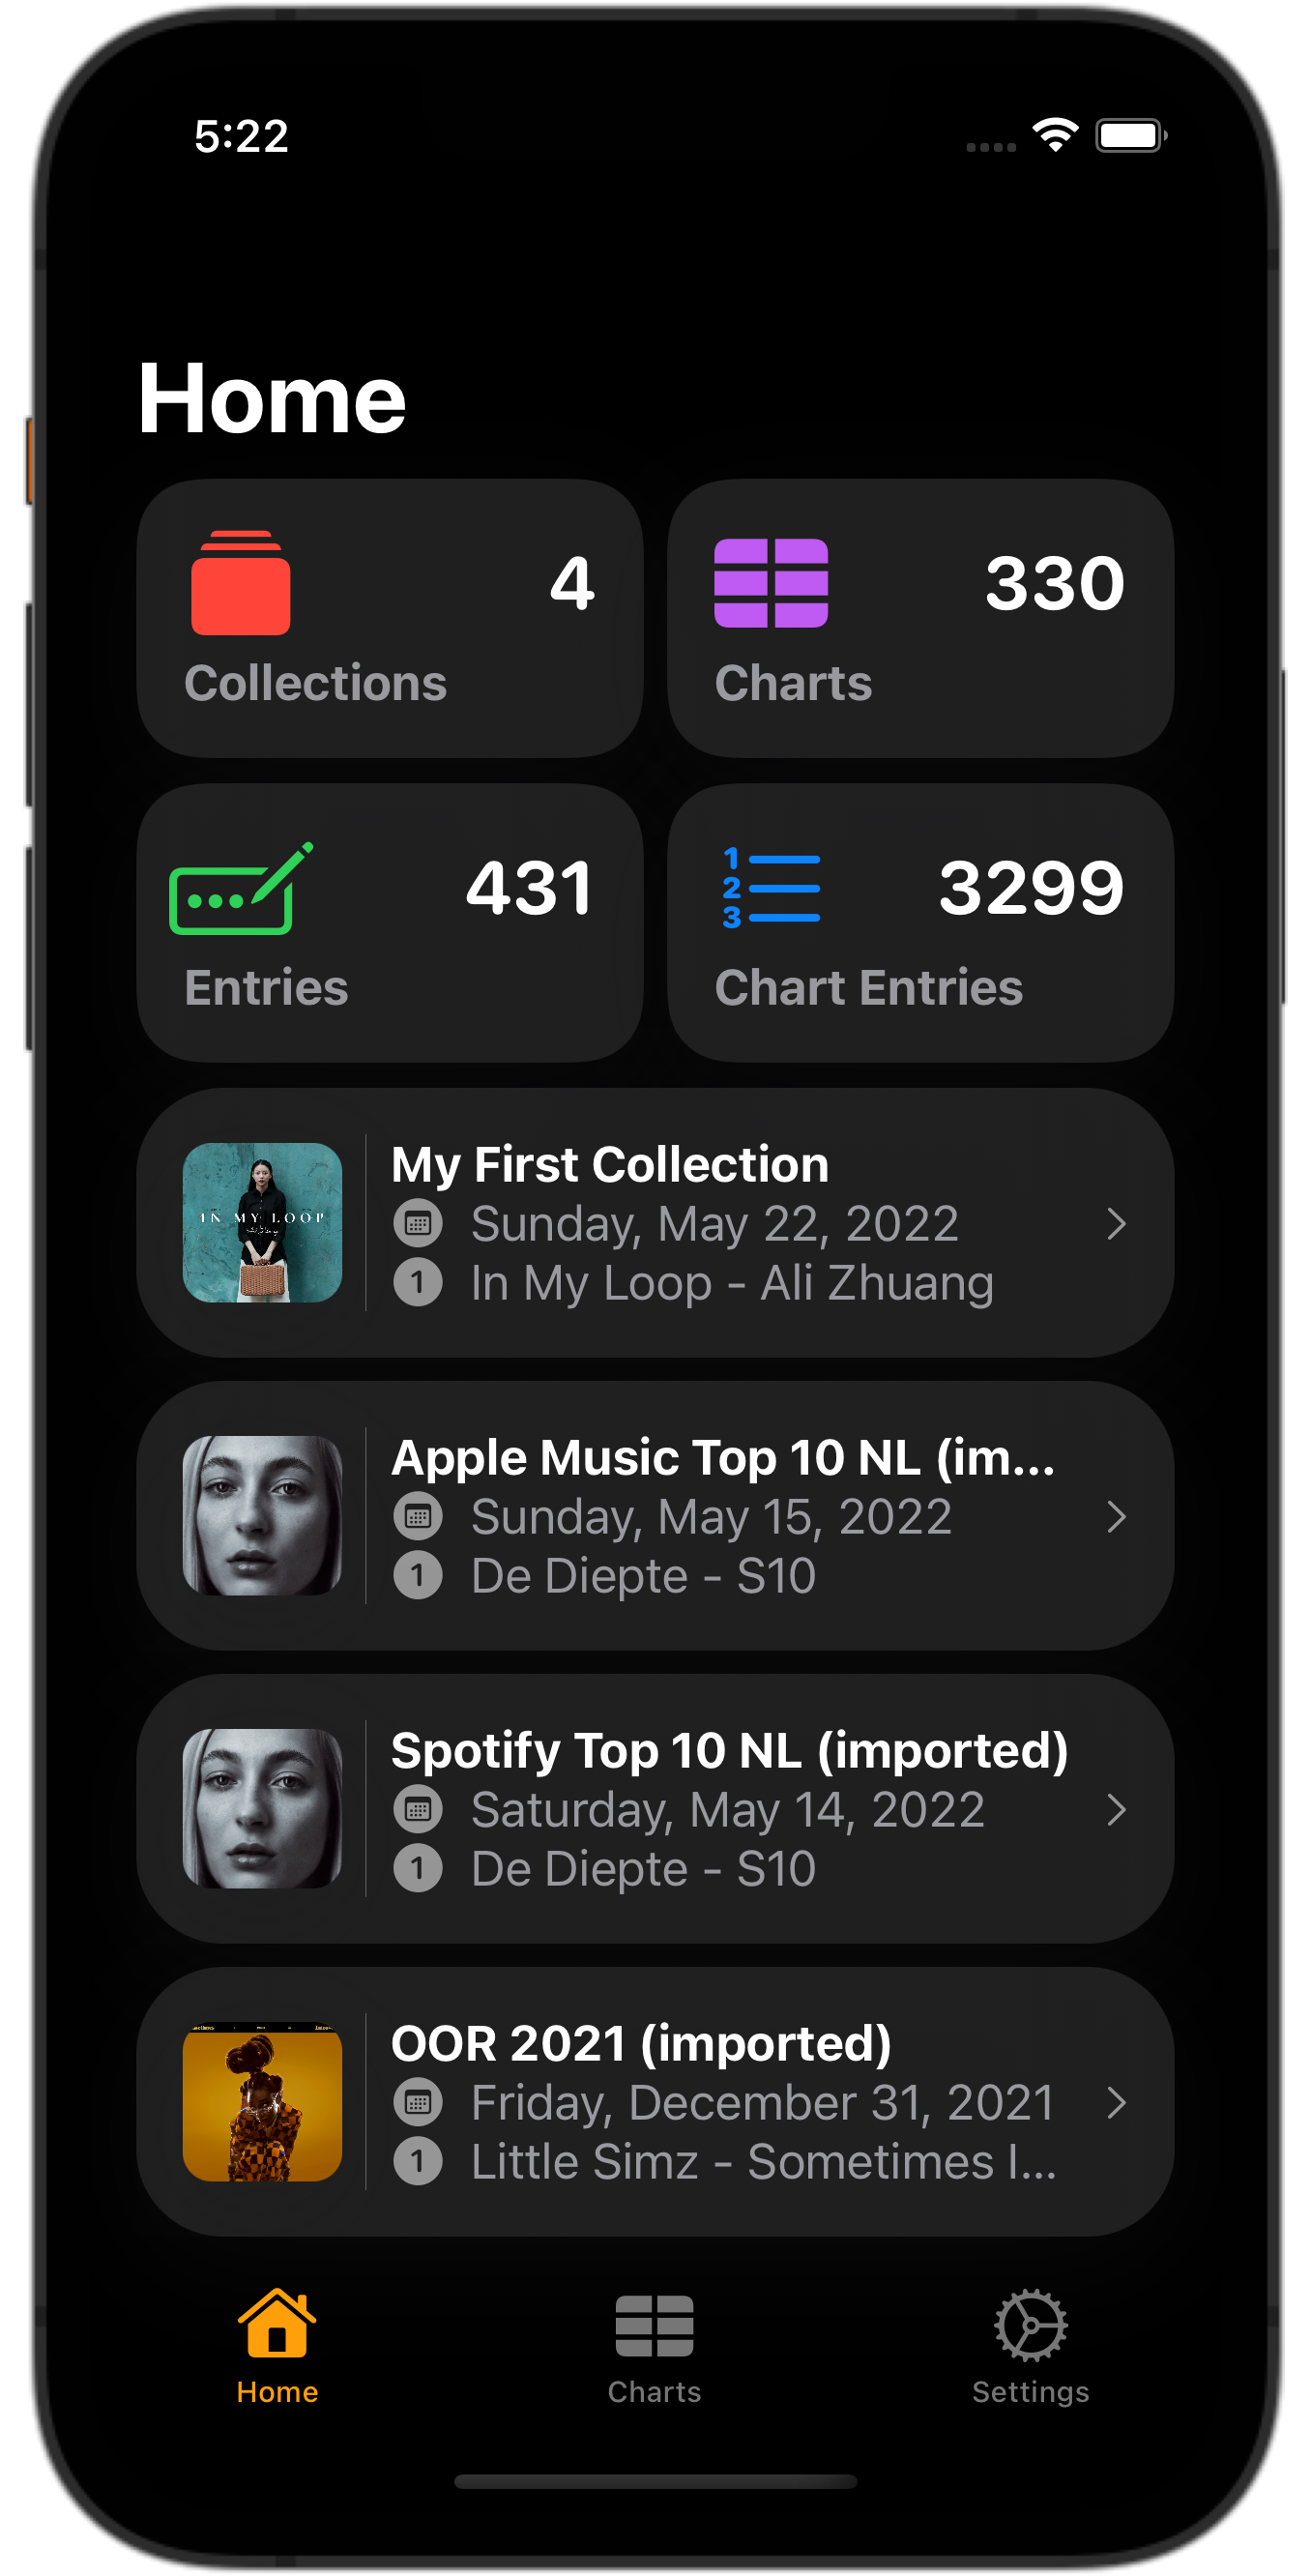 5:22
Home
4
Collections
330
Charts
431
Entries
1
2
3
3299
Chart Entries
IN MY LOOP
My First Collection
Sunday, May 22, 2022
1 In My Loop - Ali Zhuang
Apple Music Top 10 NL (im...
Sunday, May 15, 2022
1 De Diepte - S10
Spotify Top 10 NL (imported)
Saturday, May 14, 2022
1 De Diepte - S10
OOR 2021 (imported)
Friday, December 31, 2021
1 Little Simz - Sometimes I...
Home
Charts
Settings